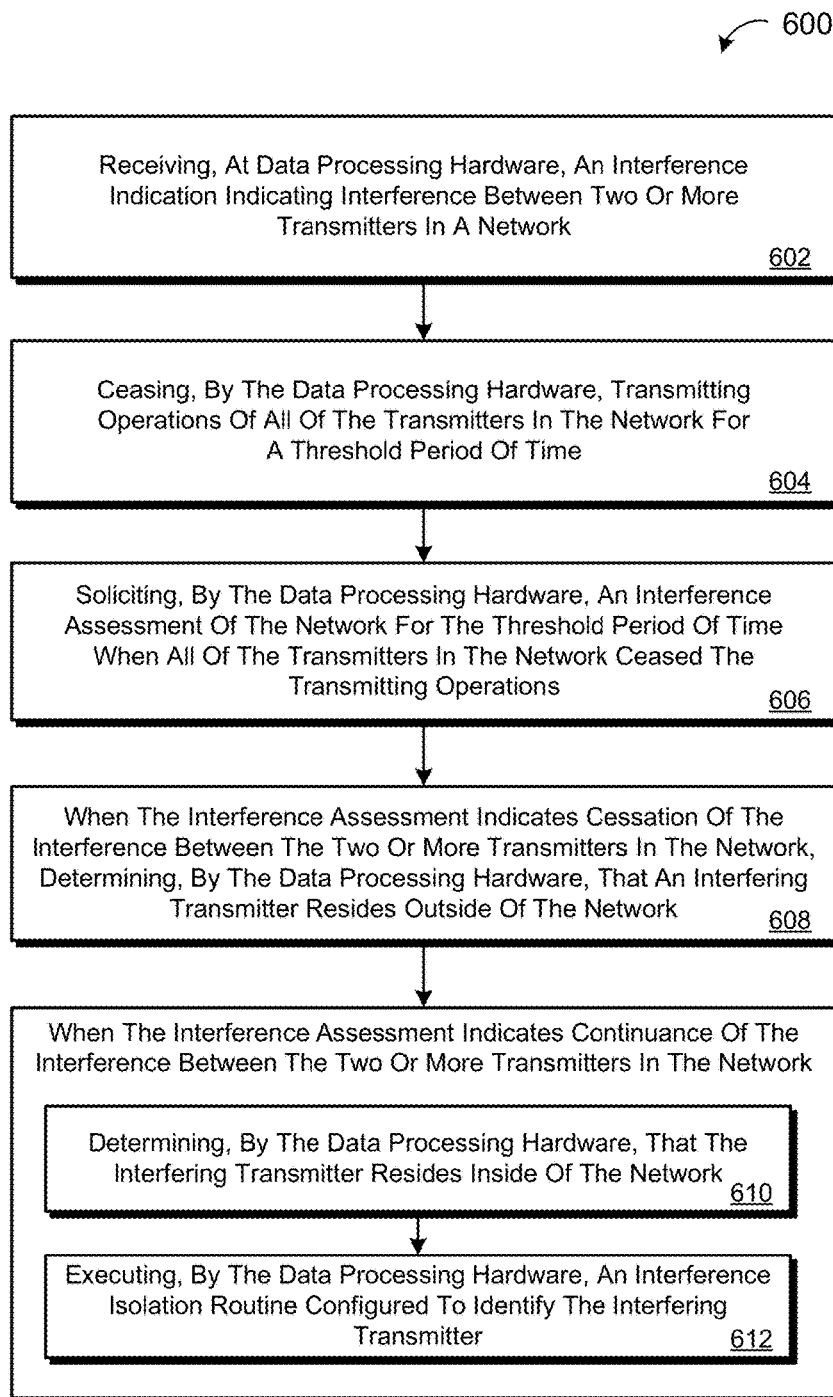 600
Receiving, At Data Processing Hardware, An Interference
Indication Indicating Interference Between Two Or More
Transmitters In A Network
602
Ceasing, By The Data Processing Hardware, Transmitting
Operations Of All Of The Transmitters In The Network For
A Threshold Period Of Time
604
Soliciting, By The Data Processing Hardware, An Interference
Assessment Of The Network For The Threshold Period Of Time
When All Of The Transmitters In The Network Ceased The
Transmitting Operations
606
When The Interference Assessment Indicates Cessation Of The
Interference Between The Two Or More Transmitters In The Network,
Determining, By The Data Processing Hardware, That An Interfering
Transmitter Resides Outside Of The Network
608
When The Interference Assessment Indicates Continuance Of The
Interference Between The Two Or More Transmitters In The Network
Determining, By The Data Processing Hardware, That The
Interfering Transmitter Resides Inside Of The Network
610
Executing, By The Data Processing Hardware, An Interference
Isolation Routine Configured To Identify The Interfering
Transmitter
612